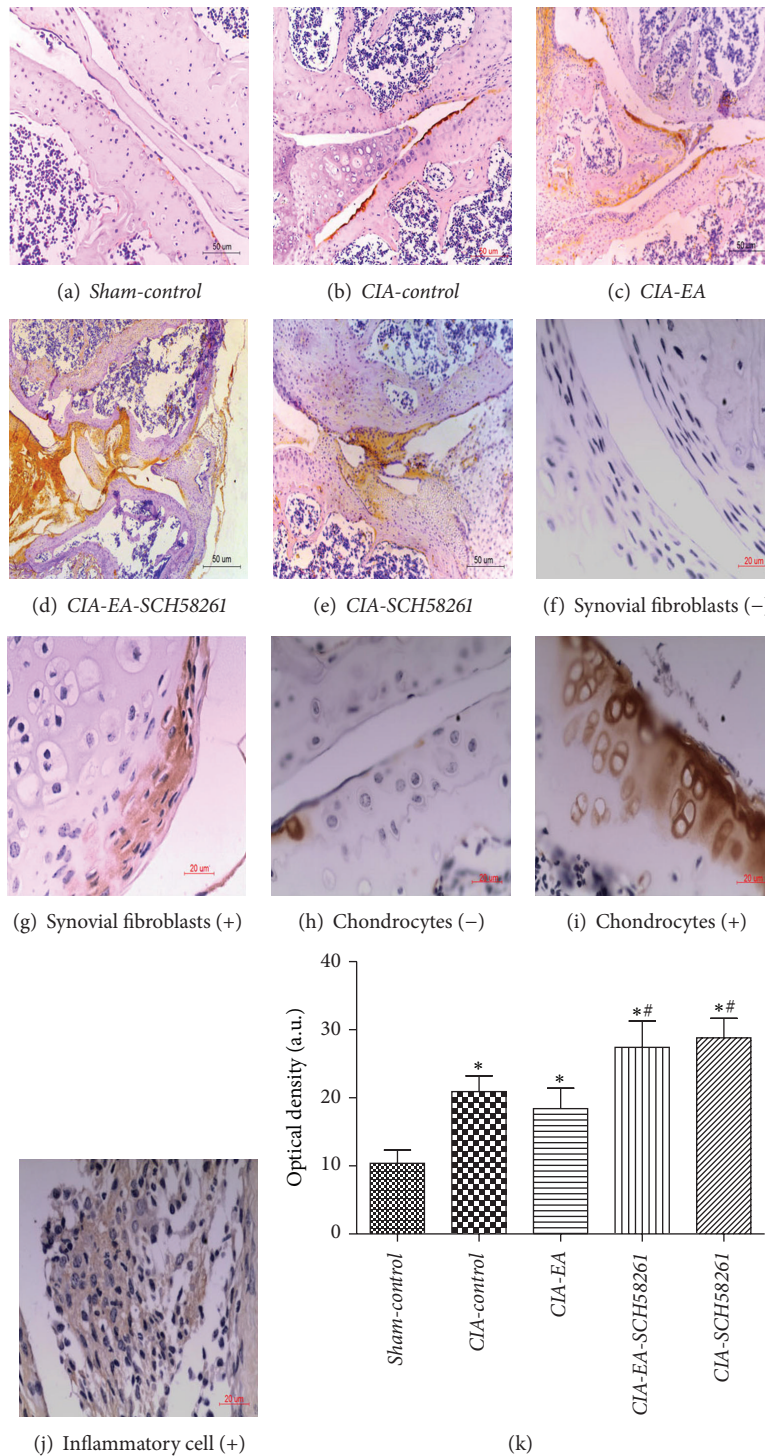 50 um
50 um
50 um
(a) Sham-control
(b) CIA-control
(c) CIA-EA
50 um
50 um
20 um
(d) CIA-EA-SCH58261
(e) CIA-SCH58261
(f) Synovial fibroblasts (−)
20 um
20 um
20 um
(g) Synovial fibroblasts (+)
(h) Chondrocytes (−)
(i) Chondrocytes (+)
20 um
(j) Inflammatory cell (+)
Optical density (a.u.)
40
30
20
10
0
*
*
*#
*#
Sham-control
CIA-control
CIA-EA
CIA-EA-SCH58261
CIA-SCH58261
(k)